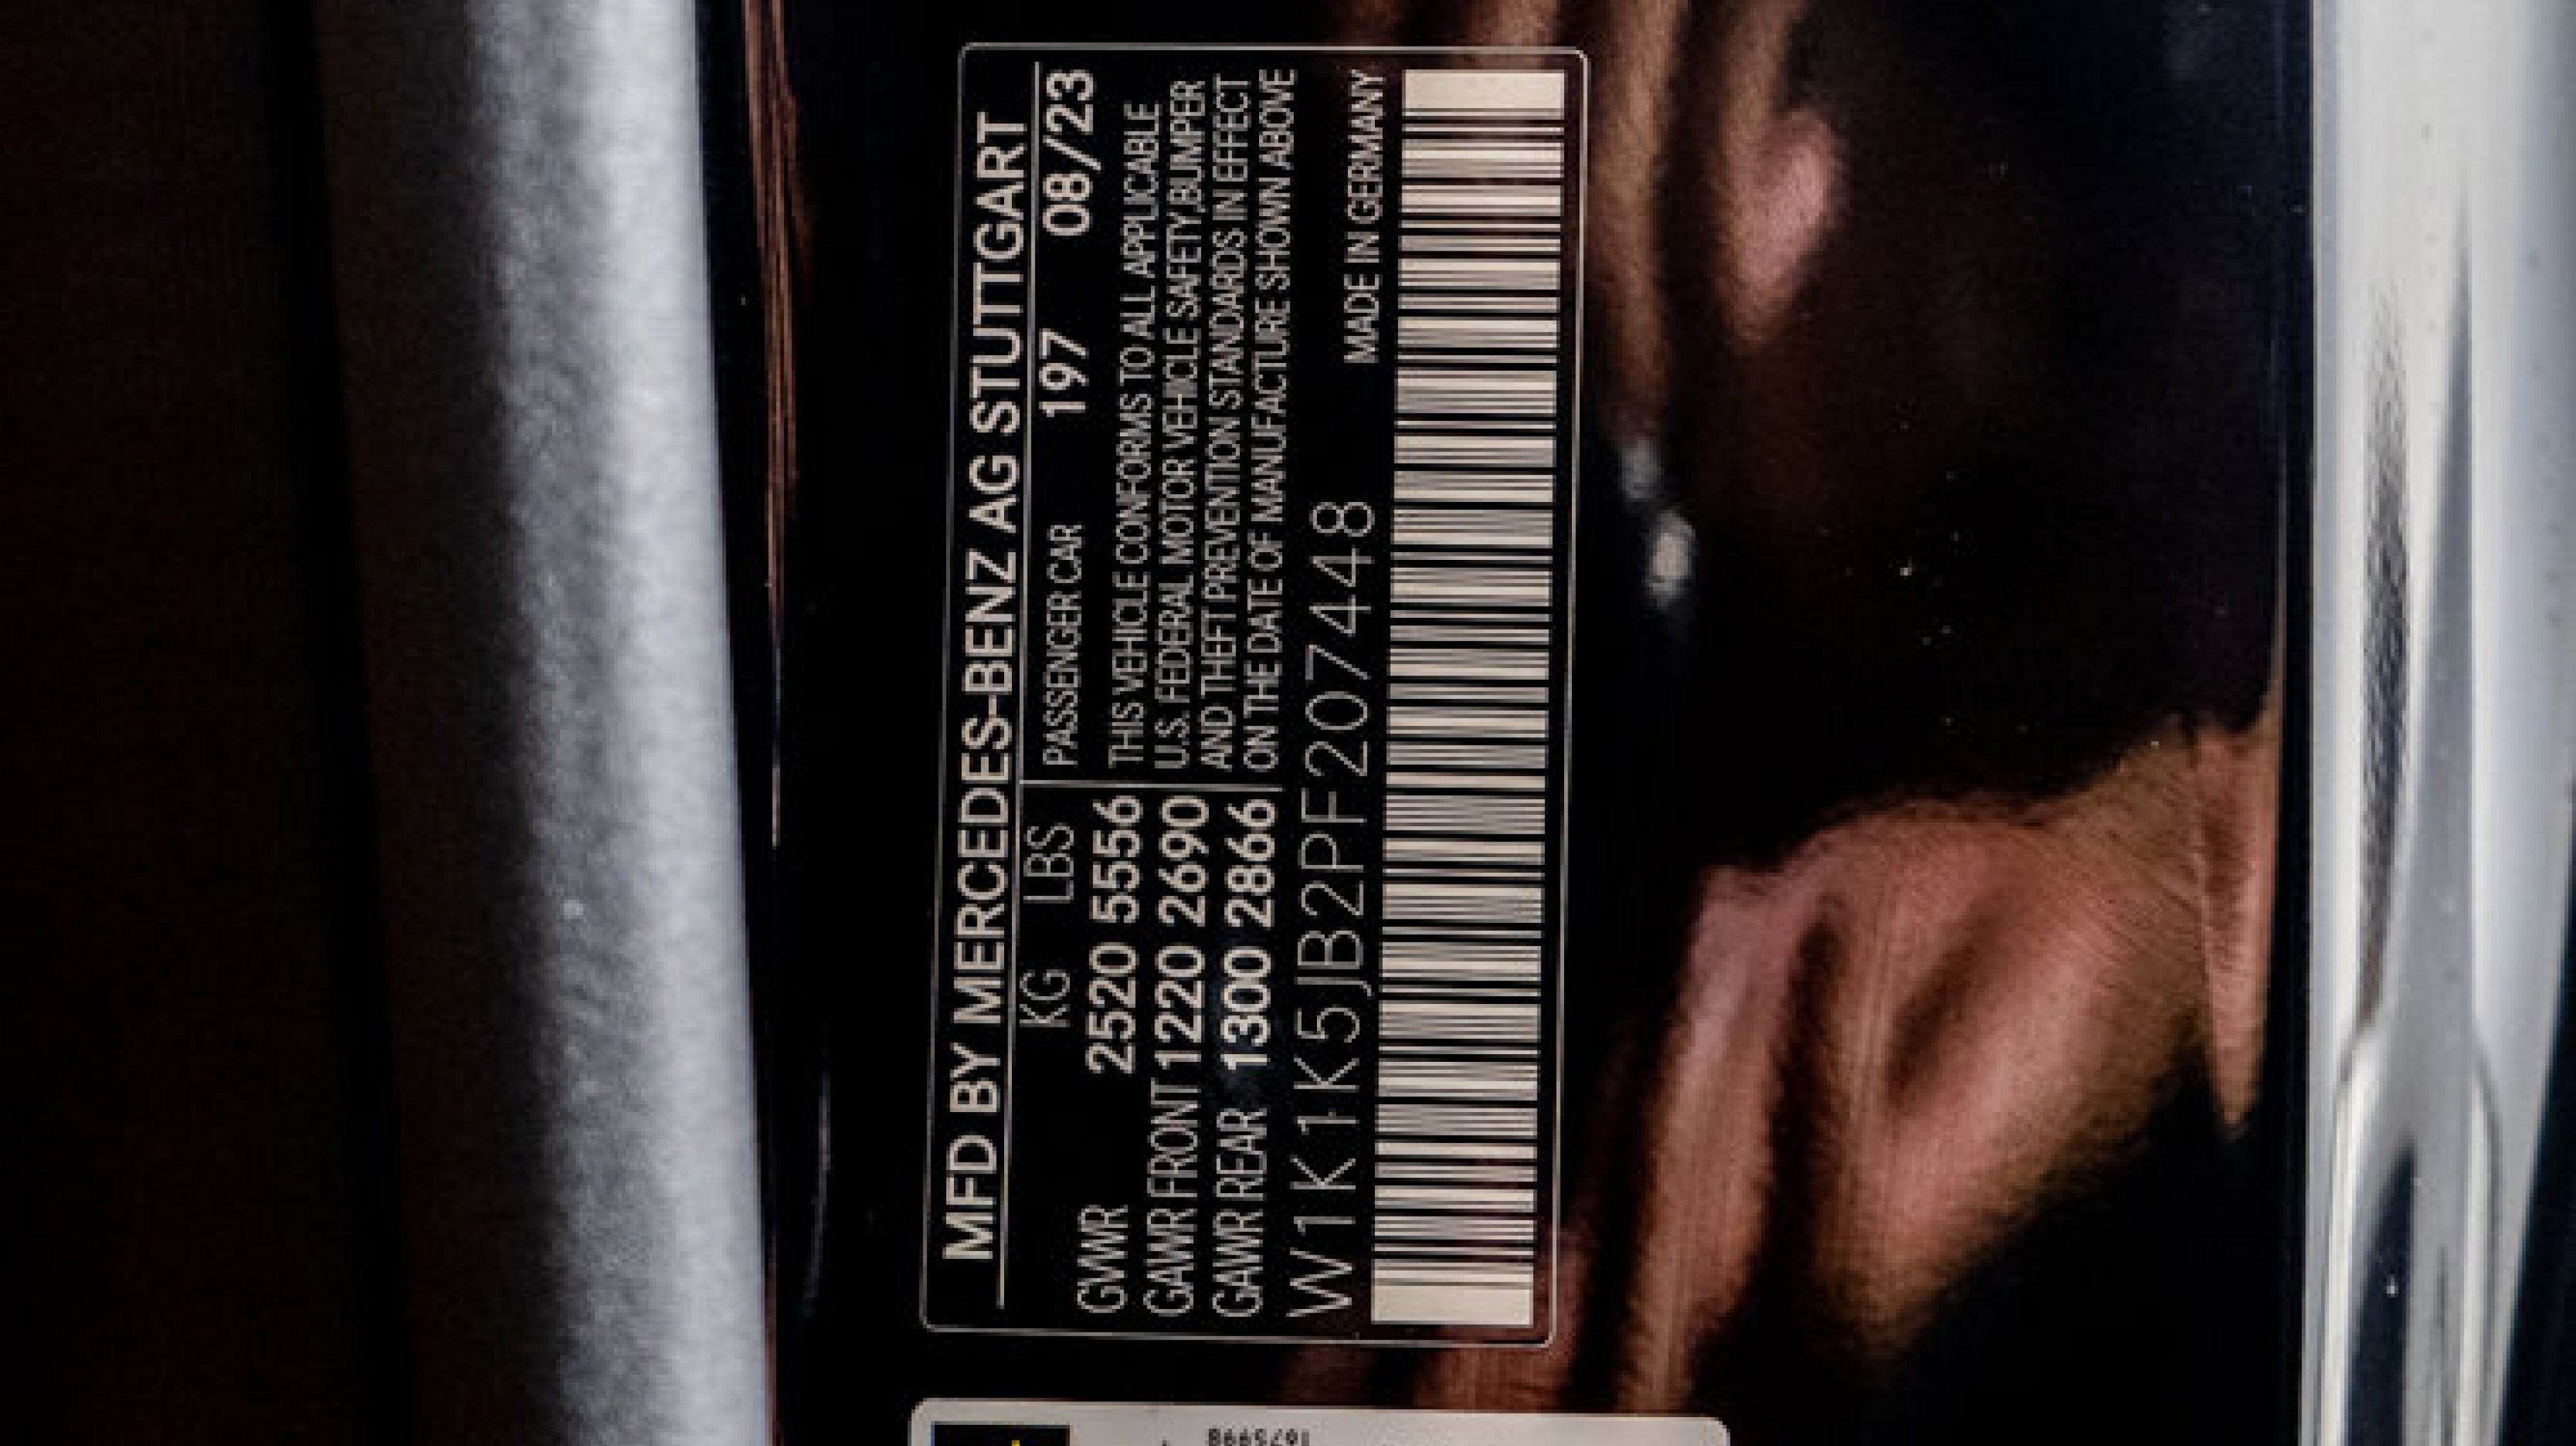 MFD BY MERCEDES-BENZ AG STUTTGART
KG LBS
GVWR 2520 5556
GAWR FRONT 1220 2690
GAWR REAR 1300 2866
PASSENGER CAR 197 08/23
THIS VEHICLE CONFORMS TO ALL APPLICABLE
U.S. FEDERAL MOTOR VEHICLE SAFETY,BUMPER
AND THEFT PREVENTION STANDARDS IN EFFECT
ON THE DATE OF MANUFACTURE SHOWN ABOVE
W1K1K5JB2PF207448
MADE IN GERMANY